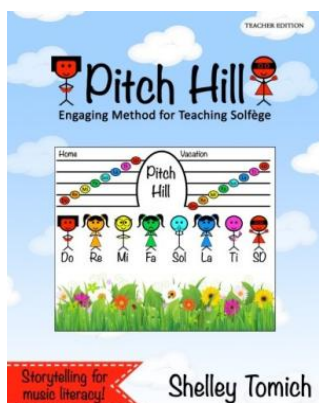 TEACHER EDITION
Pitch Hill
Engaging Method for Teaching Solfège
Home Vacation
Pitch
Hill
Do Re Mi Fa Sol La Ti SD
Storytelling for
music literacy!
Shelley Tomich